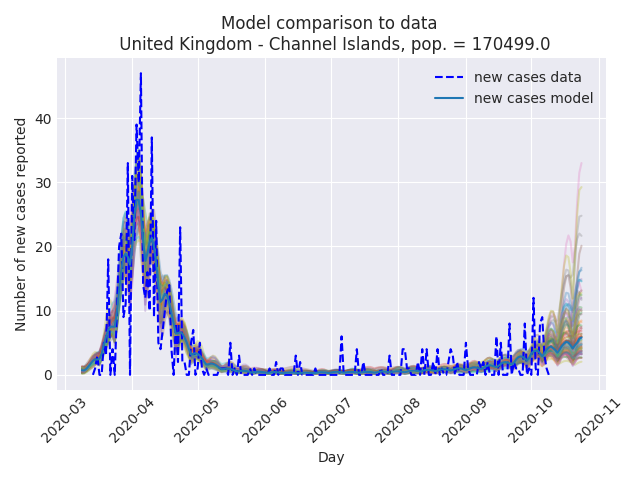 Model comparison to data
United Kingdom - Channel Islands, pop. = 170499.0
new cases data
new cases model
Number of new cases reported
40
30
20
10
0
2020-03
2020-04
2020-05
2020-06
2020-07
2020-08
2020-09
2020-10
2020-11
Day